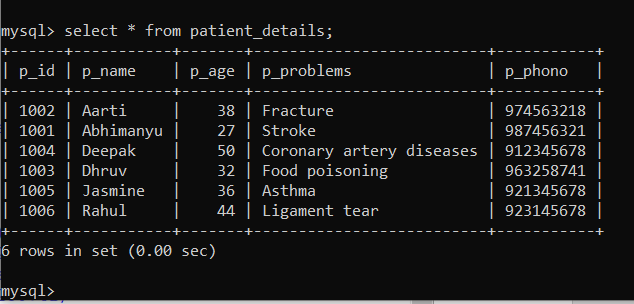 mysql> select * from patient_details;
+------+-----------+-------+---------------------------+-----------+
| p_id | p_name    | p_age | p_problems                | p_phono   |
+------+-----------+-------+---------------------------+-----------+
| 1002 | Aarti     |    38 | Fracture                  | 974563218 |
| 1001 | Abhimanyu |    27 | Stroke                    | 987456321 |
| 1004 | Deepak    |    50 | Coronary artery diseases | 912345678 |
| 1003 | Dhruv     |    32 | Food poisoning            | 963258741 |
| 1005 | Jasmine   |    36 | Asthma                    | 921345678 |
| 1006 | Rahul     |    44 | Ligament tear             | 923145678 |
+------+-----------+-------+---------------------------+-----------+
6 rows in set (0.00 sec)
mysql>